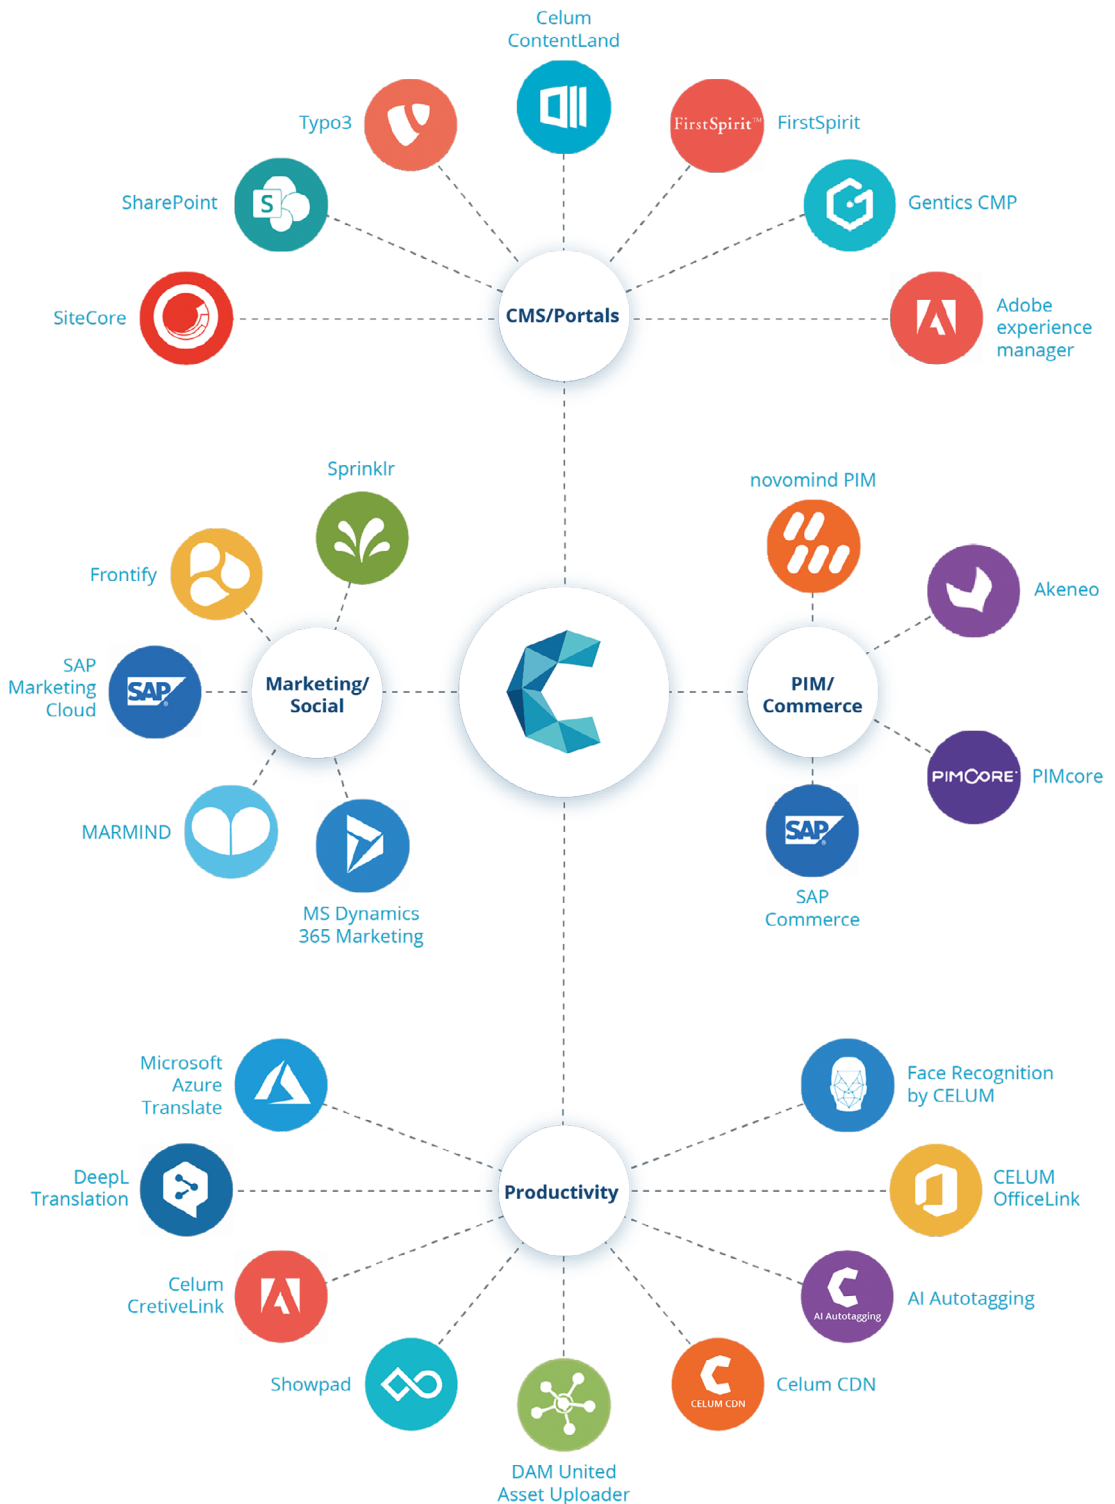 Celum
ContentLand
Typo3
FirstSpirit™
FirstSpirit
SharePoint
S
Gentics CMP
SiteCore
CMS/Portals
Adobe
experience
manager
Sprinklr
novomind PIM
Frontify
Akeneo
SAP
Marketing
Cloud
SAP
Marketing/
Social
PIM/
Commerce
PIMCORE
PIMcore
MARMIND
SAP
MS Dynamics
365 Marketing
SAP
Commerce
Microsoft
Azure
Translate
Face Recognition
by CELUM
DeepL
Translation
Productivity
CELUM
OfficeLink
Celum
CretiveLink
AI Autotagging
AI Autotagging
Showpad
CELUM CDN
Celum CDN
DAM United
Asset Uploader